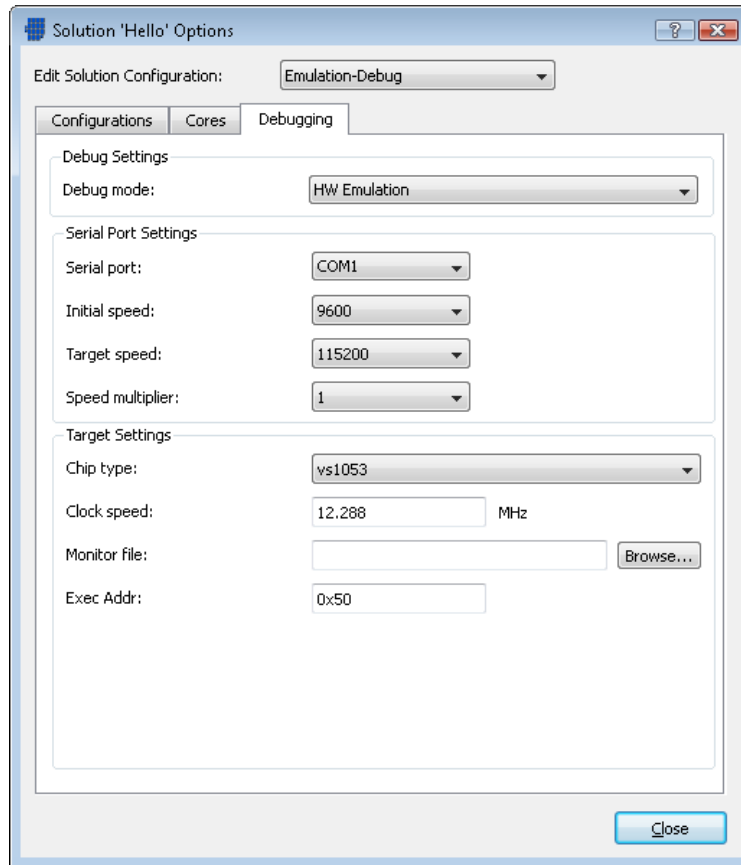 Solution 'Hello' Options
Edit Solution Configuration: Emulation-Debug
Configurations Cores Debugging
Debug Settings
Debug mode: HW Emulation
Serial Port Settings
Serial port: COM1
Initial speed: 9600
Target speed: 115200
Speed multiplier: 1
Target Settings
Chip type: vs1053
Clock speed: 12.288 MHz
Monitor file: Browse...
Exec Addr: 0x50
Close